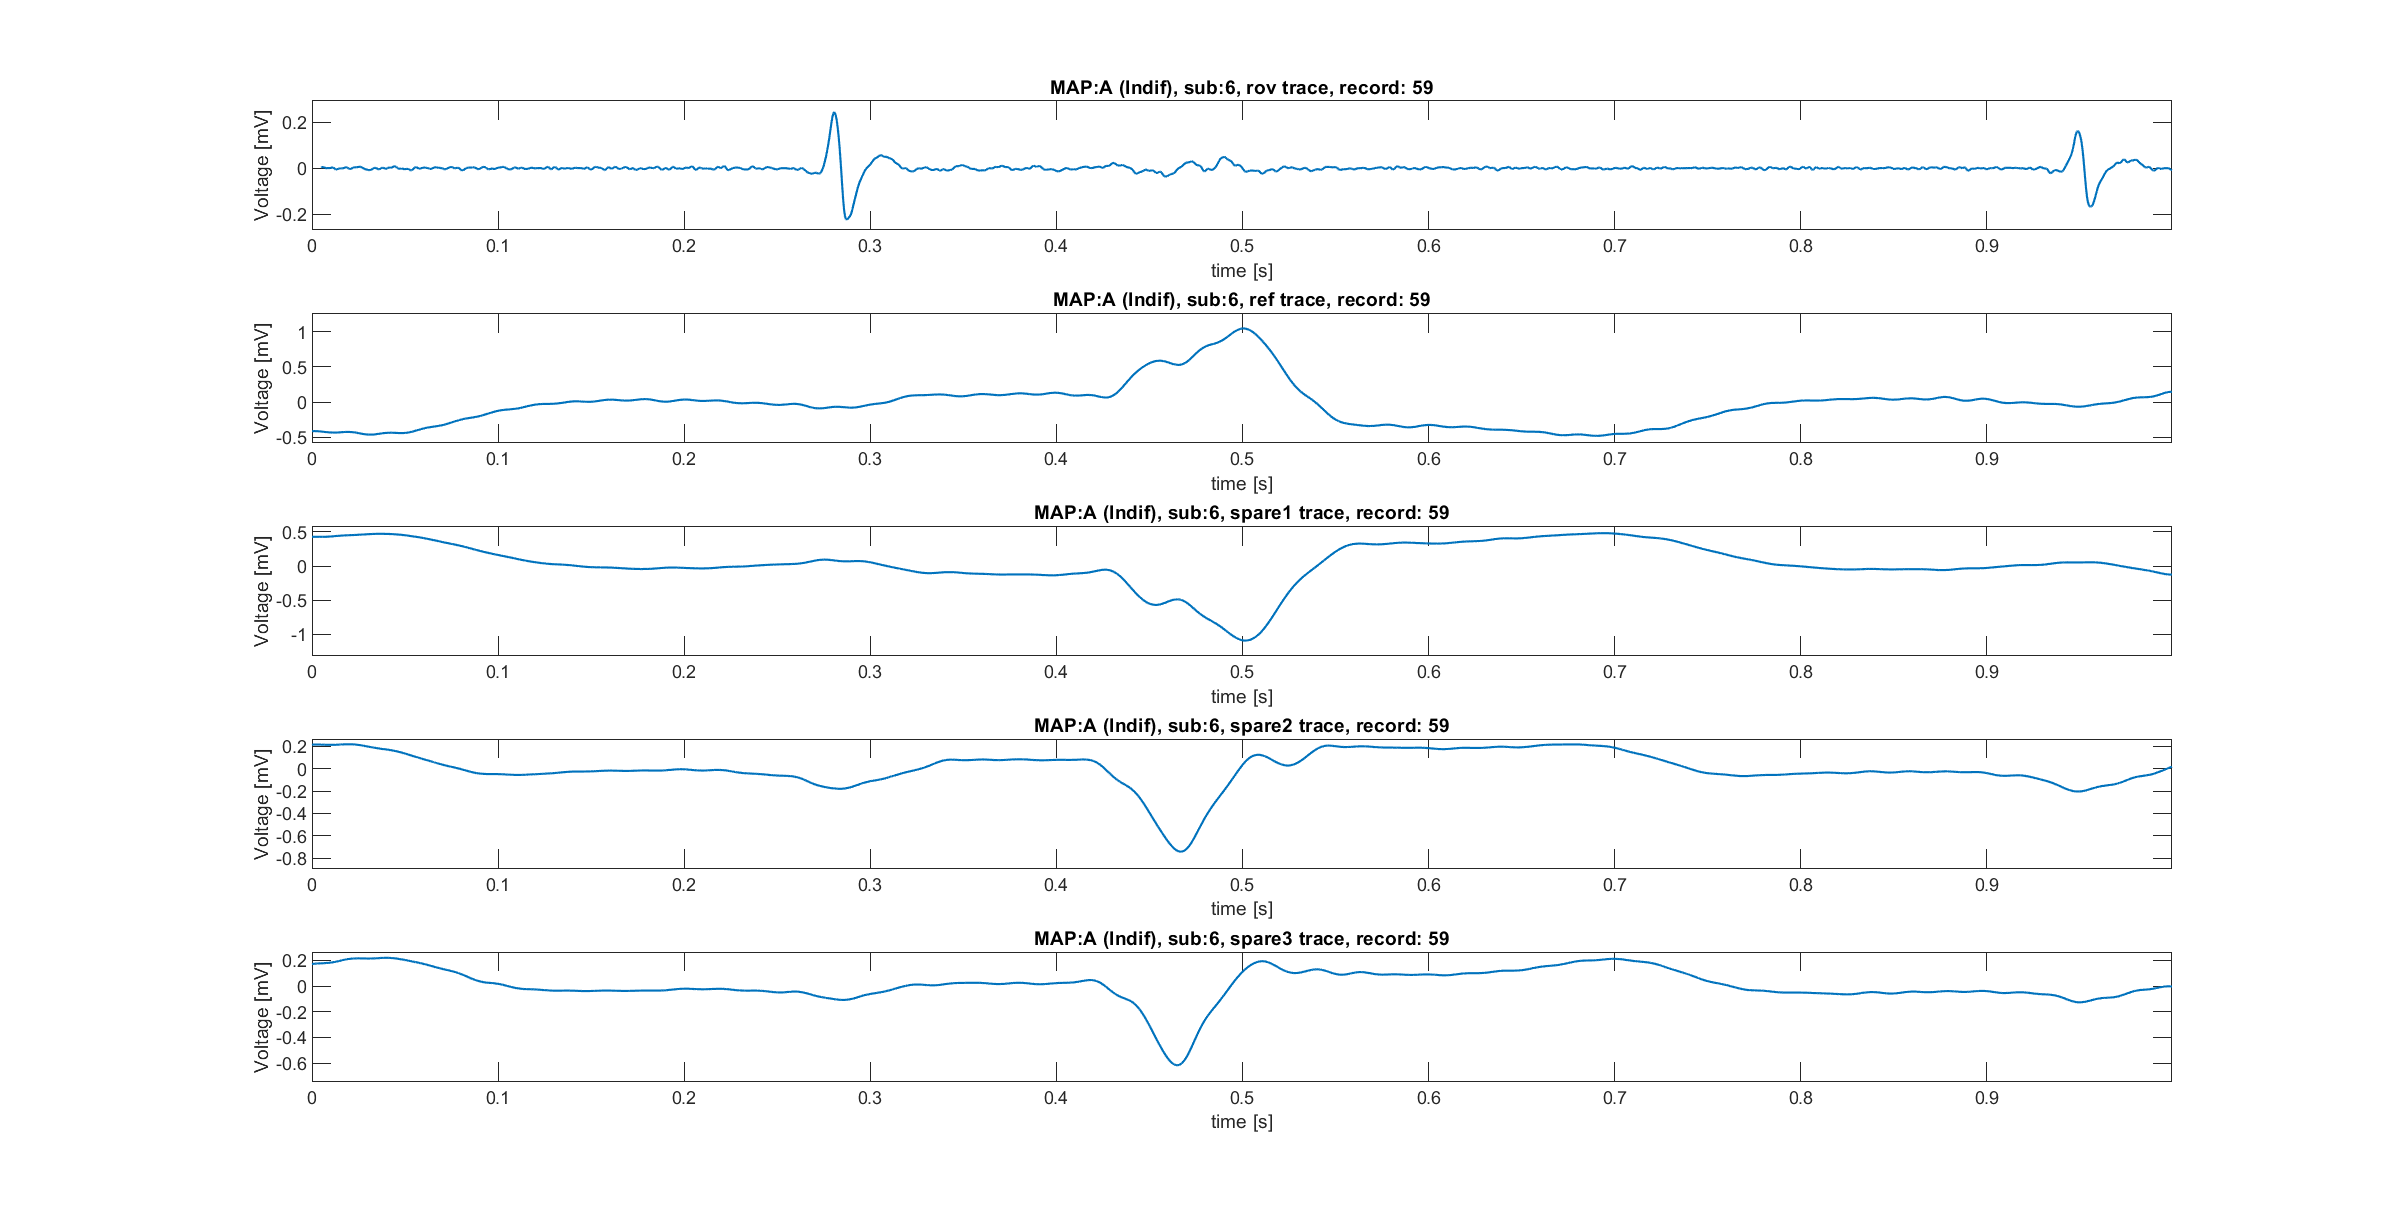 MAP:A (Indif), sub:6, rov trace, record: 59
Voltage [mV]
0.2
0
-0.2
0 0.1 0.2 0.3 0.4 0.5 0.6 0.7 0.8 0.9
time [s]
MAP:A (Indif), sub:6, ref trace, record: 59
Voltage [mV]
1
0.5
0
-0.5
0 0.1 0.2 0.3 0.4 0.5 0.6 0.7 0.8 0.9
time [s]
MAP:A (Indif), sub:6, spare1 trace, record: 59
Voltage [mV]
0.5
0
-0.5
-1
0 0.1 0.2 0.3 0.4 0.5 0.6 0.7 0.8 0.9
time [s]
MAP:A (Indif), sub:6, spare2 trace, record: 59
Voltage [mV]
0.2
0
-0.2
-0.4
-0.6
-0.8
0 0.1 0.2 0.3 0.4 0.5 0.6 0.7 0.8 0.9
time [s]
MAP:A (Indif), sub:6, spare3 trace, record: 59
Voltage [mV]
0.2
0
-0.2
-0.4
-0.6
0 0.1 0.2 0.3 0.4 0.5 0.6 0.7 0.8 0.9
time [s]